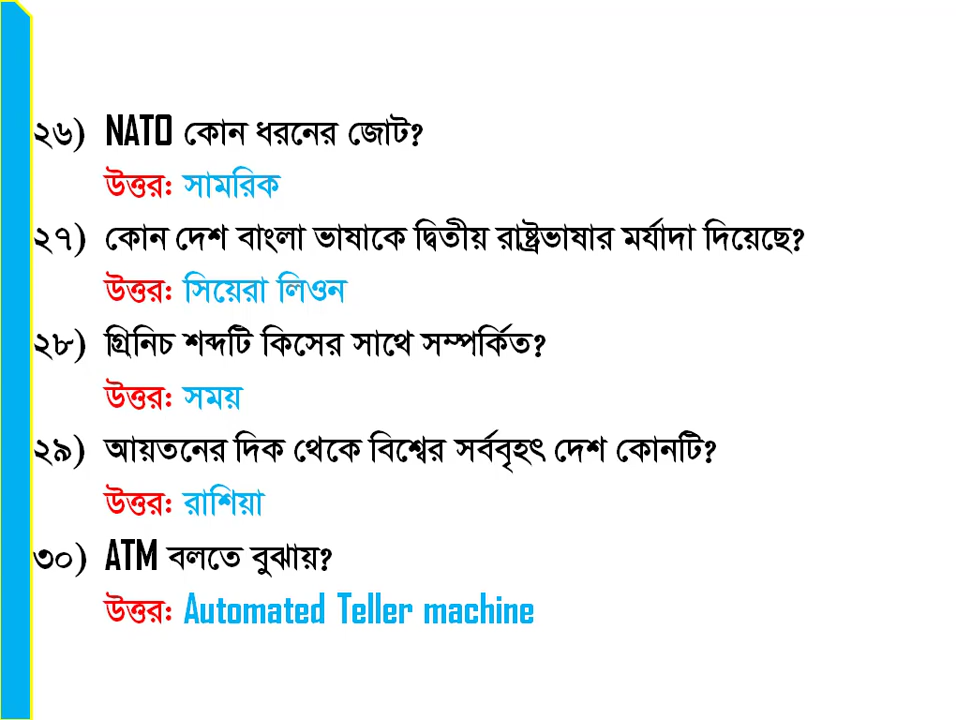 ২৬) NATO কোন ধরনের জোট?
উত্তর: সামরিক
২৭) কোন দেশ বাংলা ভাষাকে দ্বিতীয় রাষ্ট্রভাষার মর্যাদা দিয়েছে?
উত্তর: সিয়েরা লিওন
২৮) গ্রিনিচ শব্দটি কিসের সাথে সম্পর্কিত?
উত্তর: সময়
২৯) আয়তনের দিক থেকে বিশ্বের সর্ববৃহৎ দেশ কোনটি?
উত্তর: রাশিয়া
৩০) ATM বলতে বুঝায়?
উত্তর: Automated Teller machine